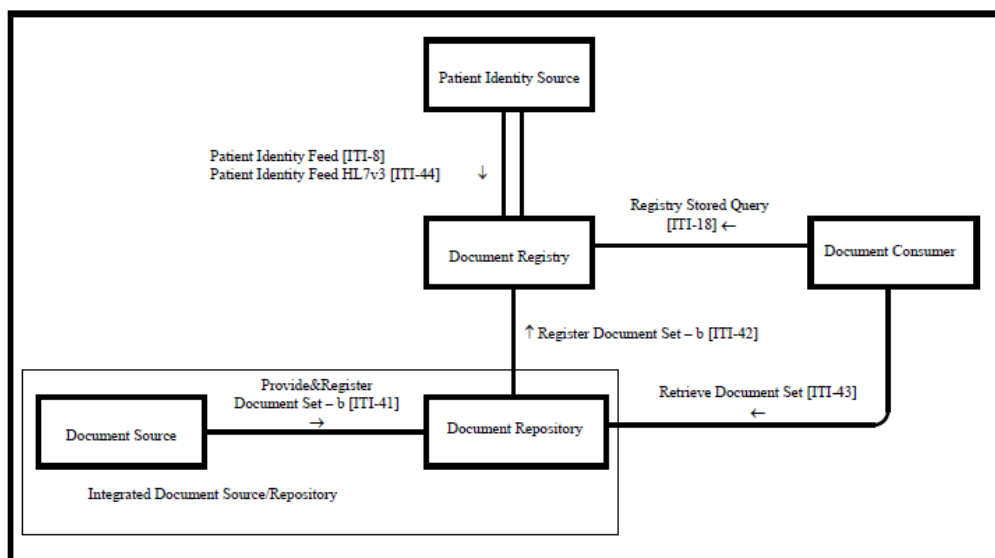 Patient Identity Source
Patient Identity Feed [ITI-8]
Patient Identity Feed HL7v3 [ITI-44] ↓
Registry Stored Query
[ITI-18] ←
Document Registry
Document Consumer
↑ Register Document Set – b [ITI-42]
Provide&Register
Document Set – b [ITI-41]
→
Retrieve Document Set [ITI-43]
←
Document Source
Document Repository
Integrated Document Source/Repository